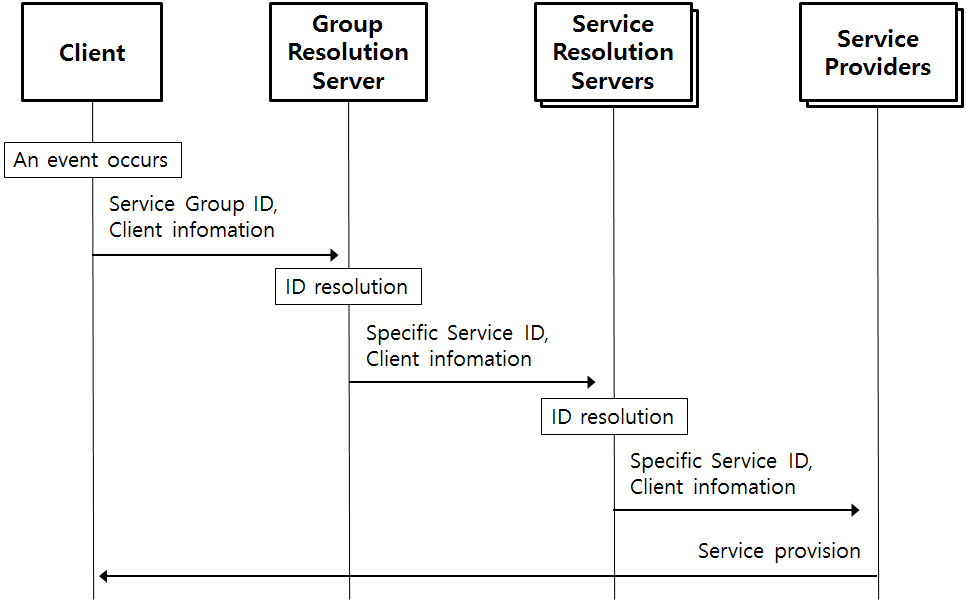 Client
Group
Resolution
Server
Service
Resolution
Servers
Service
Providers
An event occurs
Service Group ID,
Client infomation
ID resolution
Specific Service ID,
Client infomation
ID resolution
Specific Service ID,
Client infomation
Service provision